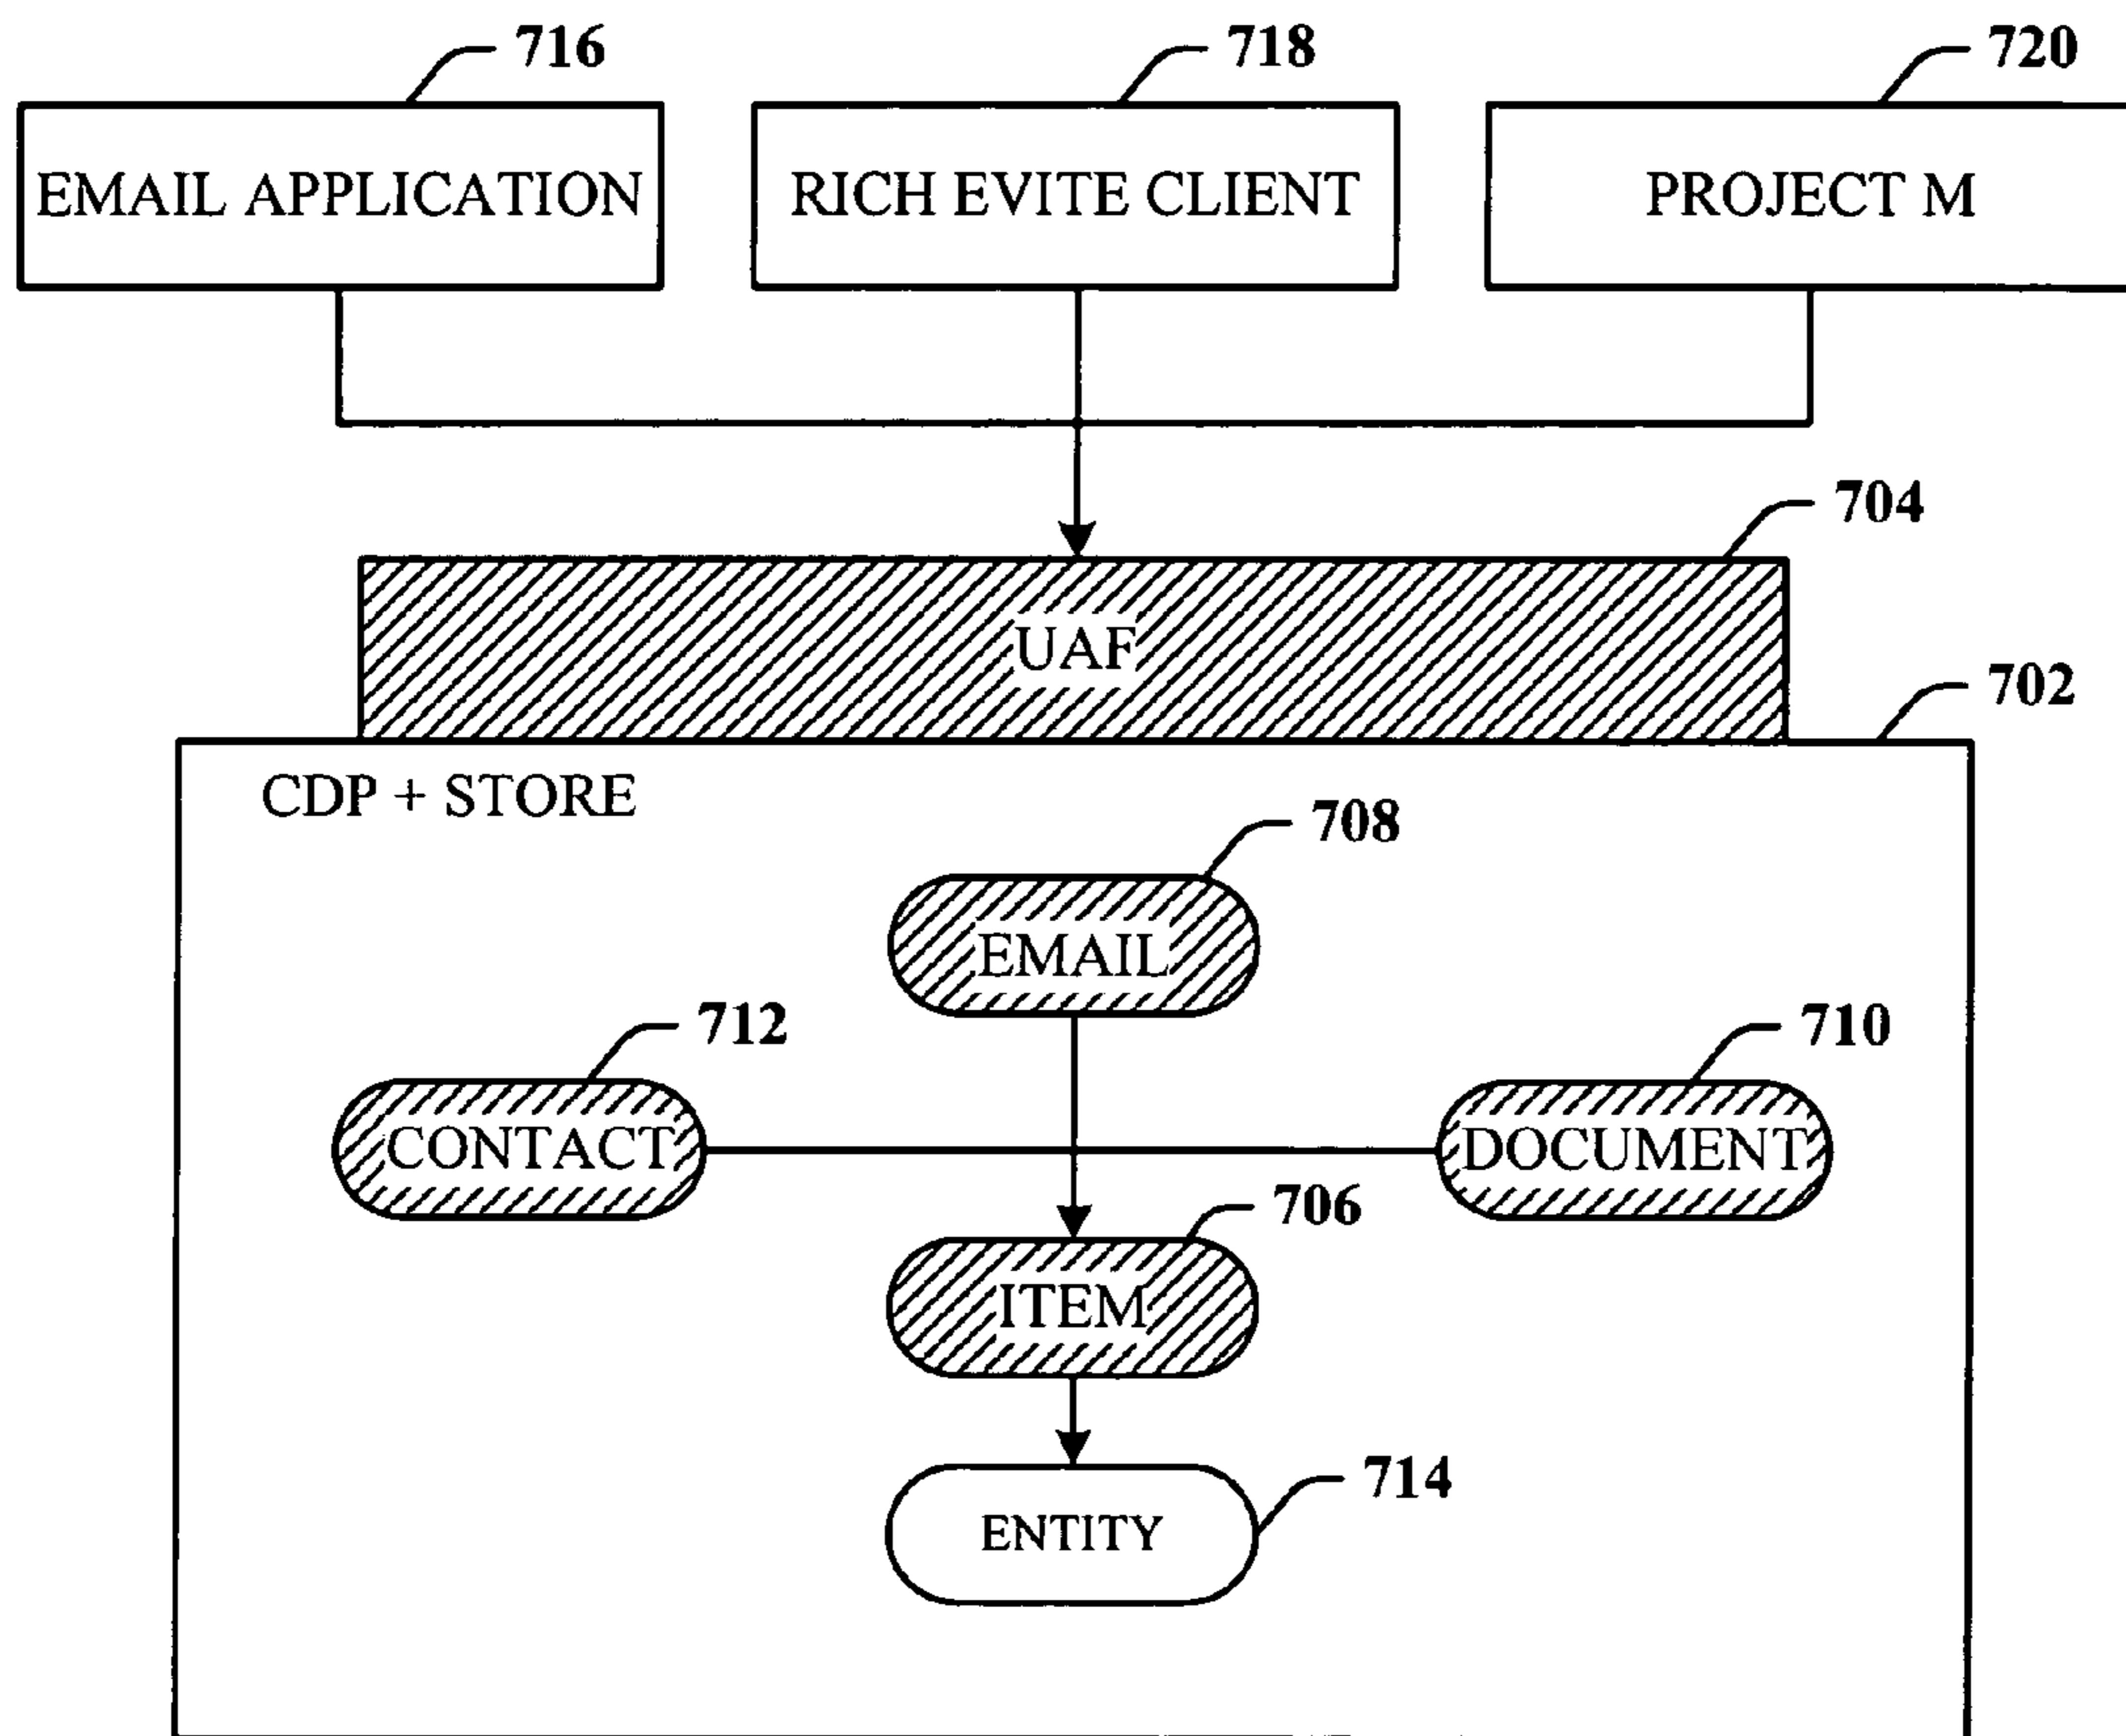 716
718
720
EMAIL APPLICATION
RICH EVITE CLIENT
PROJECT M
704
UAF
702
CDP + STORE
708
EMAIL
712
710
CONTACT
DOCUMENT
706
ITEM
714
ENTITY